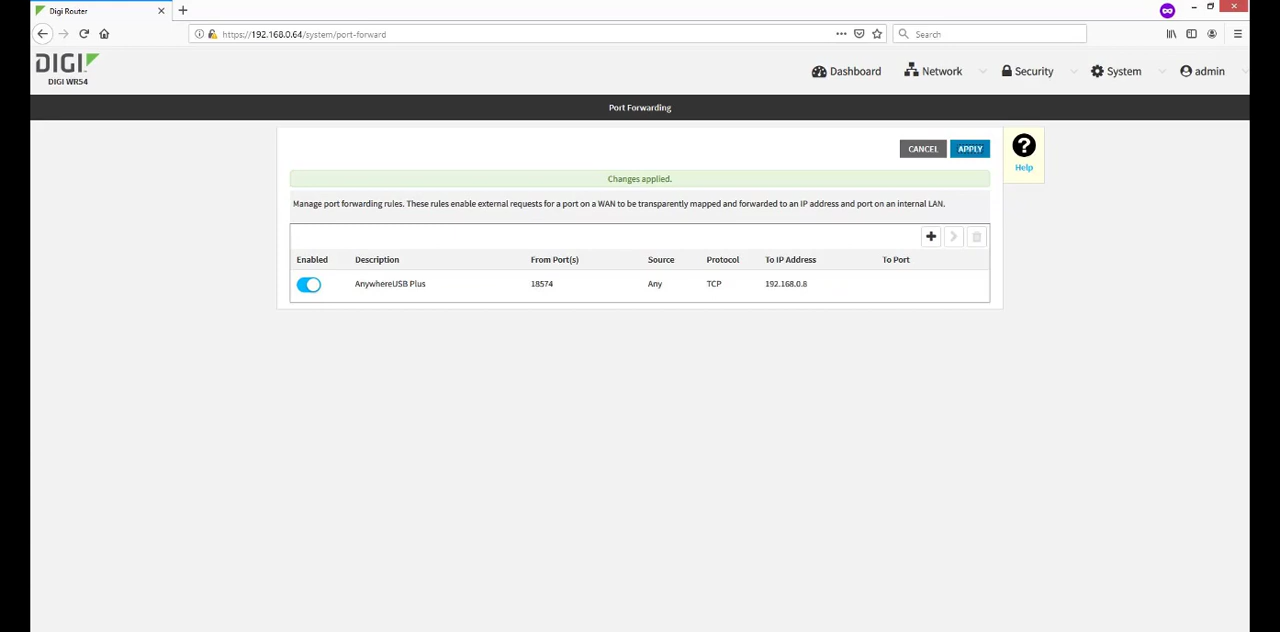 Digi Router
https://192.168.0.64/system/port-forward
Search
DIGI
DIGI WR54
Dashboard
Network
Security
System
admin
Port Forwarding
CANCEL
APPLY
?
Help
Changes applied.
Manage port forwarding rules. These rules enable external requests for a port on a WAN to be transparently mapped and forwarded to an IP address and port on an internal LAN.
Enabled Description From Port(s) Source Protocol To IP Address To Port
AnywhereUSB Plus 18574 Any TCP 192.168.0.8